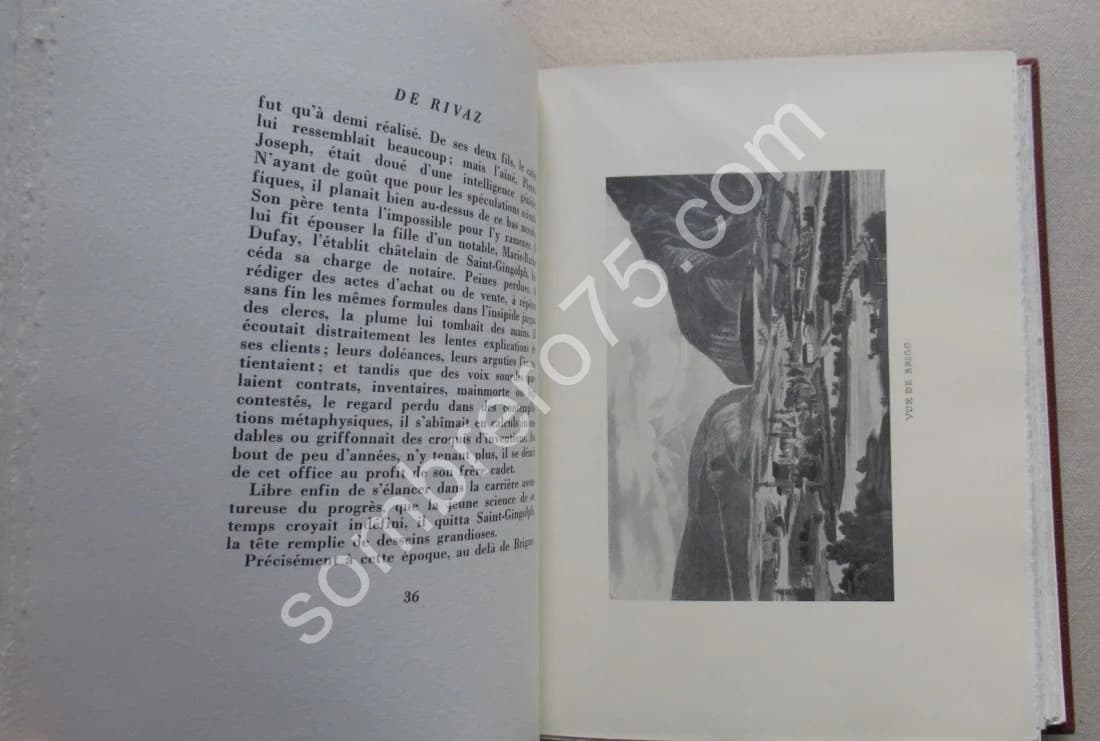 DE RIVAZ
fut qu'à demi réalisé. De ses deux fils, le
lui ressemblait beaucoup; mais l'aîné,
Joseph, était doué d'une intelligence
N'ayant de goût que pour les spéculations
fiques, il planait bien au-dessus de ce bas
Son père tenta l'impossible pour l'y
lui fit épouser la fille d'un notable,
Dufay, l'établit châtelain de Saint-Gingolph,
céda sa charge de notaire. Peines perdues.
rédiger des actes d'achat ou de vente, à
sans fin les mêmes formules dans l'insipide
des clercs, la plume lui tombait des mains. Il
écoutait distraitement les lentes explications de
ses clients; leurs doléances, leurs arguties
tientaient; et tandis que des voix
laient contrats, inventaires, mainmorte
contestés, le regard perdu dans des
tions métaphysiques, il s'abîmait en calculs
dables ou griffonnait des croquis d'inventions. Au
bout de peu d'années, n'y tenant plus, il se
de cet office au profit de son frère cadet.
Libre enfin de s'élancer dans la carrière aven-
tureuse du progrès, que la jeune science de
temps croyait indéfini, il quitta Saint-Gingolph,
la tête remplie de desseins grandioses.
Précisément à cette époque, au delà de Brigue
36
VUE DE BRIGG
sombrero75.com